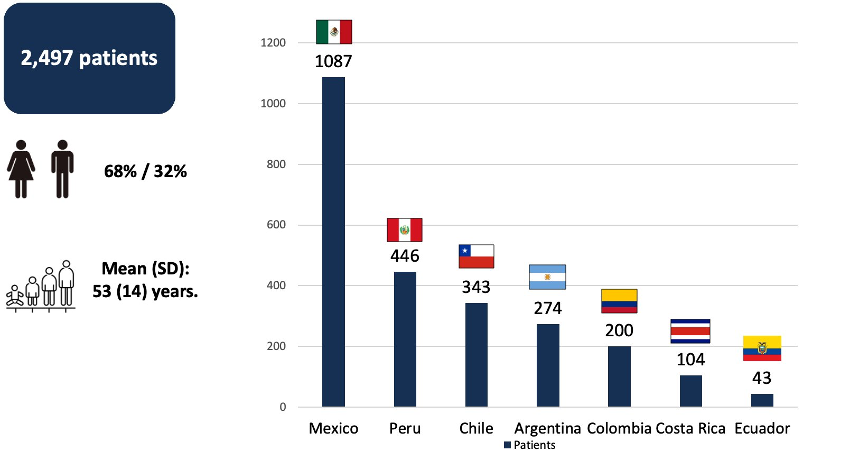 2,497 patients
68% / 32%
Mean (SD):
53 (14) years.
1200
1000
800
600
400
200
0
1087
446
343
274
200
104
43
Mexico Peru Chile Argentina Colombia Costa Rica Ecuador
Patients